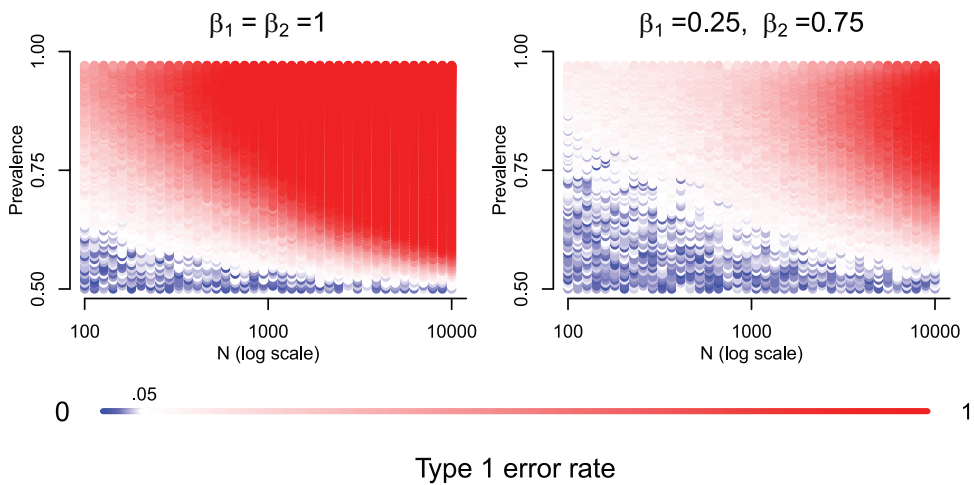 β₁ = β₂ =1
β₁ =0.25, β₂ =0.75
Prevalence
1.00
0.75
0.50
100
1000
10000
N (log scale)
Prevalence
1.00
0.75
0.50
100
1000
10000
N (log scale)
0
.05
1
Type 1 error rate